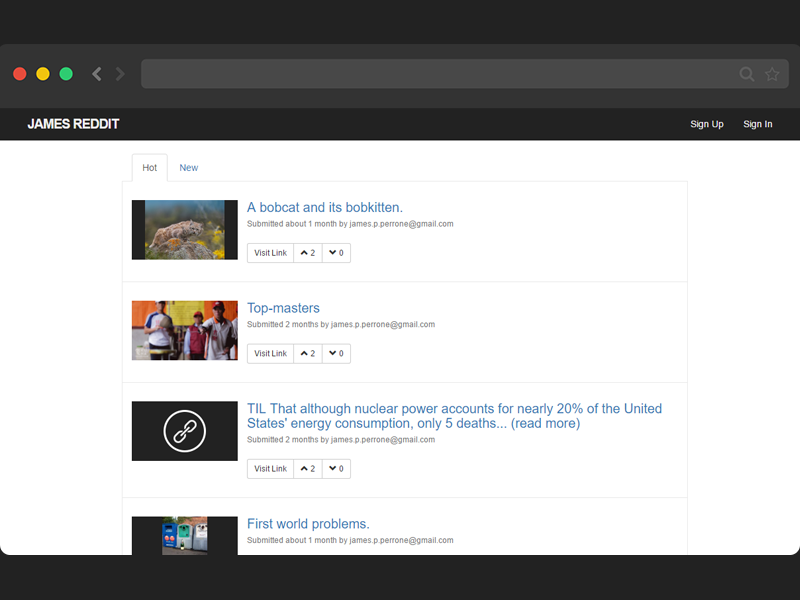 JAMES REDDIT
Sign Up
Sign In
Hot
New
A bobcat and its bobkitten.
Submitted about 1 month by james.p.perrone@gmail.com
Visit Link
2
0
Top-masters
Submitted 2 months by james.p.perrone@gmail.com
Visit Link
2
0
TIL That although nuclear power accounts for nearly 20% of the United
States' energy consumption, only 5 deaths... (read more)
Submitted 2 months by james.p.perrone@gmail.com
Visit Link
2
0
First world problems.
Submitted about 1 month by james.p.perrone@gmail.com